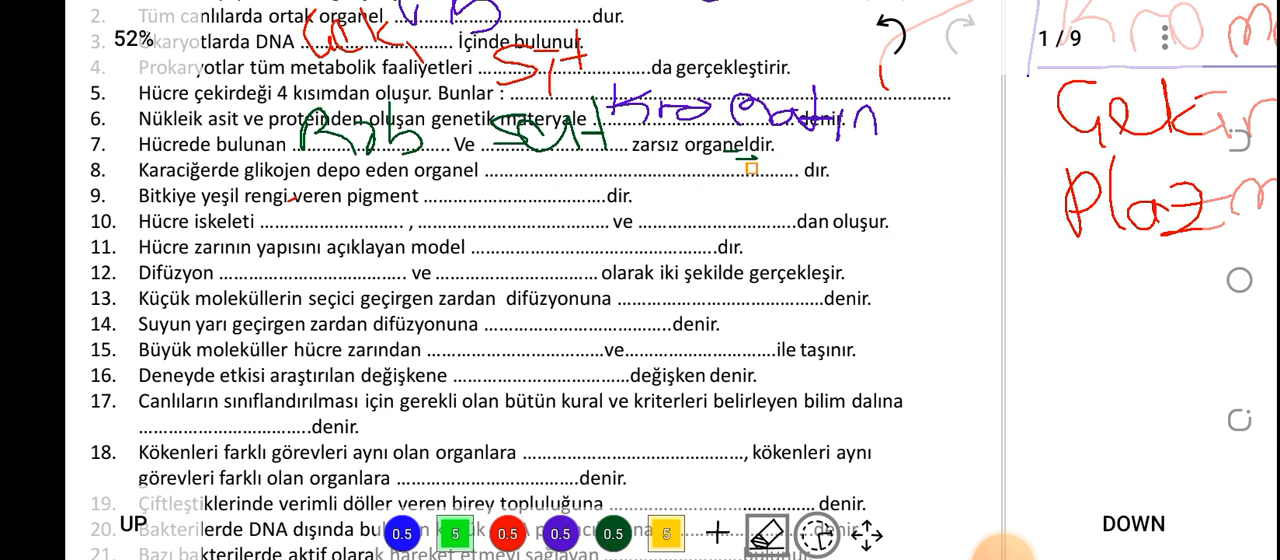 2. Tüm canlılarda ortak organel ........................dur.
52%
3. Ökaryotlarda DNA ........................ İçinde bulunur.
1 / 9
4. Prokaryotlar tüm metabolik faaliyetleri ........................da gerçekleştirir.
Sit
5. Hücre çekirdeği 4 kısımdan oluşur. Bunlar : ........................
6. Nükleik asit ve proteinden oluşan genetik materyale ........................ denir.
Kromatin
7. Hücrede bulunan ........................ Ve ........................ zarsız organeldir.
Rib Sent
8. Karaciğerde glikojen depo eden organel ........................ dır.
9. Bitkiye yeşil rengi veren pigment ........................dir.
10. Hücre iskeleti ........................ , ........................ ve ........................dan oluşur.
11. Hücre zarının yapısını açıklayan model ........................dır.
12. Difüzyon ........................ ve ........................ olarak iki şekilde gerçekleşir.
13. Küçük moleküllerin seçici geçirgen zardan difüzyonuna ........................denir.
14. Suyun yarı geçirgen zardan difüzyonuna ........................denir.
15. Büyük moleküller hücre zarından ........................ve........................ile taşınır.
16. Deneyde etkisi araştırılan değişkene ........................değişken denir.
17. Canlıların sınıflandırılması için gerekli olan bütün kural ve kriterleri belirleyen bilim dalına
........................denir.
18. Kökenleri farklı görevleri aynı olan organlara ........................, kökenleri aynı
görevleri farklı olan organlara ........................denir.
19. Çiftleştiklerinde verimli döller veren birey topluluğuna ........................ denir.
20. Bakterilerde DNA dışında
21. Bazı bakterilerde aktif olarak hareket etmeyi sağlayan ........................
UP
0.5 5 0.5 0.5 0.5 5
DOWN